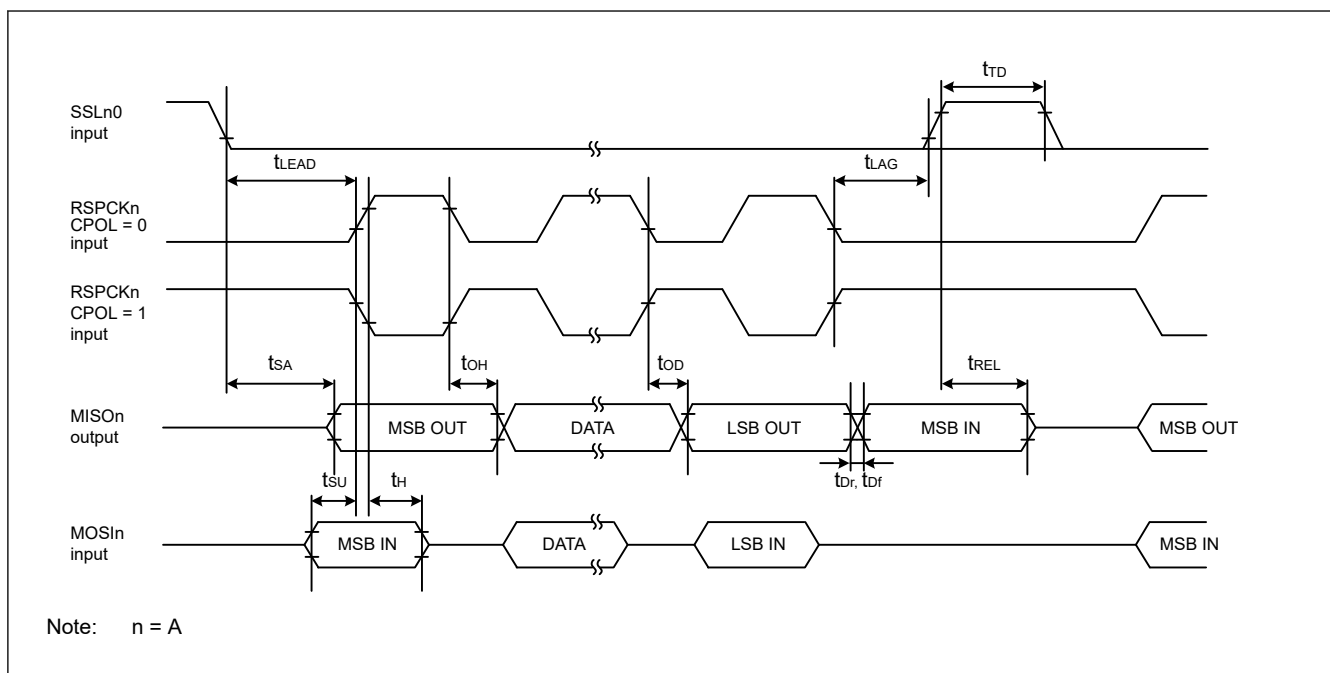 tTD
SSLn0
input
tLEAD
tLAG
RSPCKn
CPOL = 0
input
RSPCKn
CPOL = 1
input
tSA
tOH
tOD
tREL
MISOn
output
MSB OUT
DATA
LSB OUT
MSB IN
MSB OUT
tSU
tH
tDr, tDf
MOSIn
input
MSB IN
DATA
LSB IN
MSB IN
Note: n = A